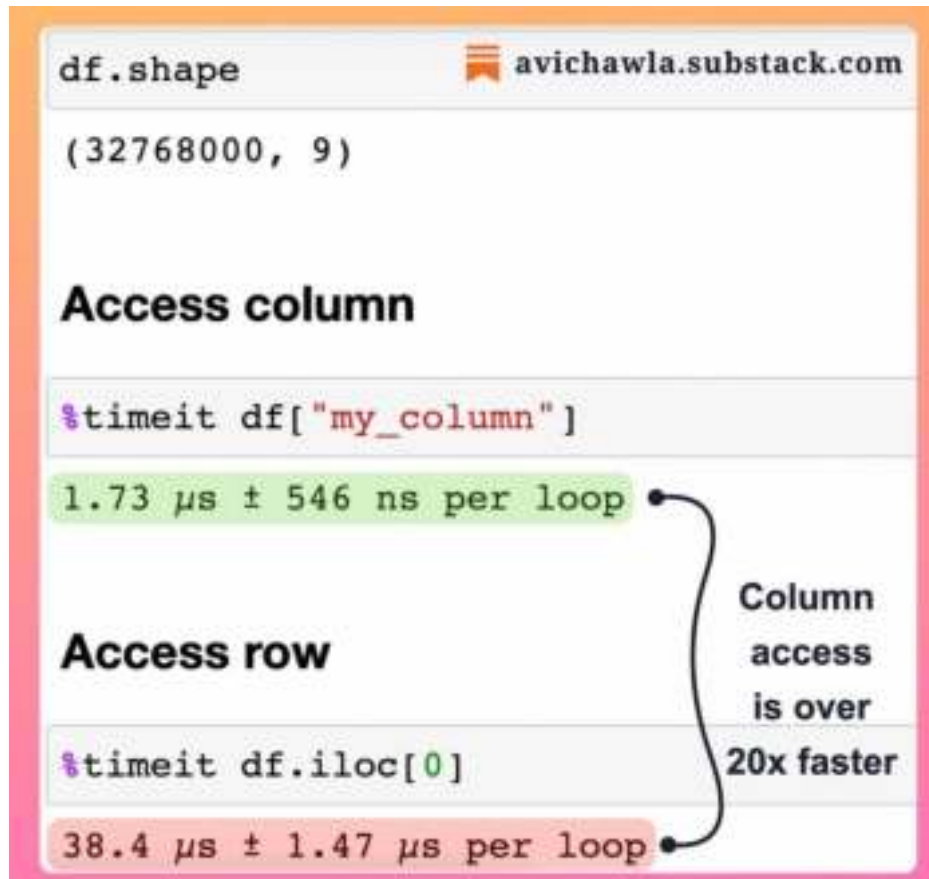 df.shape
avichawla.substack.com
(32768000, 9)
Access column
%timeit df["my_column"]
1.73 µs ± 546 ns per loop
Column
access
is over
20x faster
Access row
%timeit df.iloc[0]
38.4 µs ± 1.47 µs per loop